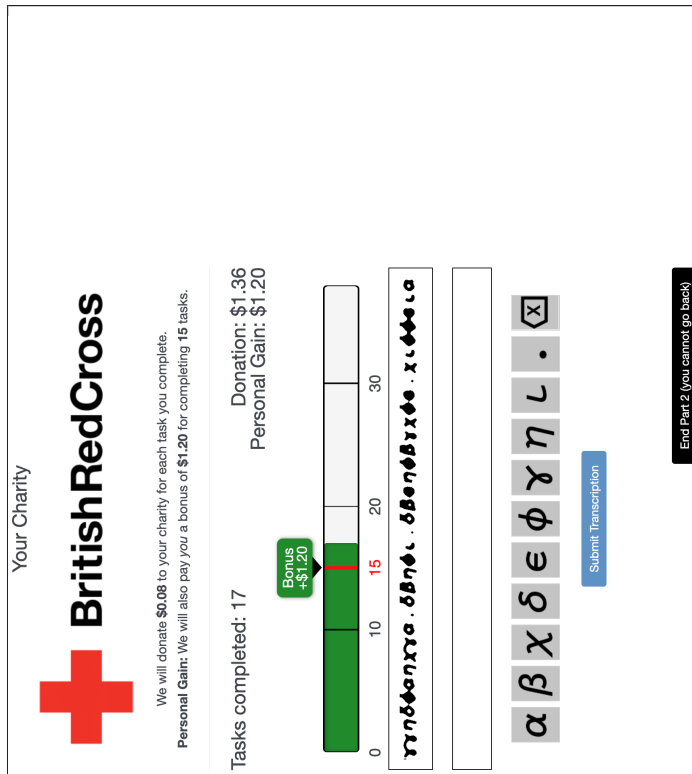 Your Charity
BritishRedCross
We will donate $0.08 to your charity for each task you complete.
Personal Gain: We will also pay you a bonus of $1.20 for completing 15 tasks.
Tasks completed: 17
Donation: $1.36
Personal Gain: $1.20
Bonus
+$1.20
0 10 15 20 30
α β χ δ ϵ ϕ γ η ι .
Submit Transcription
End Part 2 (you cannot go back)